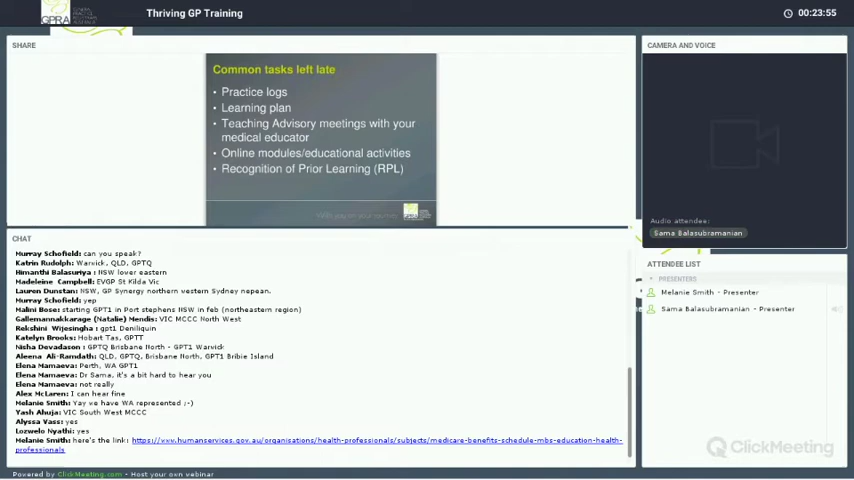 GPRA
Thriving GP Training
00:23:55
SHARE
CAMERA AND VOICE
Common tasks left late
• Practice logs
• Learning plan
• Teaching Advisory meetings with your
medical educator
• Online modules/educational activities
• Recognition of Prior Learning (RPL)
Audio attendee:
Sama Balasubramanian
CHAT
Murray Schofield: can you speak?
Katrin Rudolph: Warwick, QLD, GPTQ
Himanthi Balasuriya : NSW lover eastern
Madeleine Campbell: EVGP St Kilda Vic
Lauren Dunstan: NSW, GP Synergy northern western Sydney nepean.
Murray Schofield: yep
Malini Bose: starting GPT1 in Port stephens NSW in feb (northeastern region)
Gallemannakkarage (Natalie) Mendis: VIC MCCC North West
Rekshini Wijesingha : gpt1 Deniliquin
Katelyn Brooks: Hobart Tas, GPTT
Nisha Devadason : GPTQ Brisbane North - GPT1 Warwick
Aleena Ali-Ramdath: QLD, GPTQ, Brisbane North, GPT1 Bribie Island
Elena Mamaeva: Perth, WA GPT1
Elena Mamaeva: Dr Sama, it's a bit hard to hear you
Elena Mamaeva: not really
Alex McLaren: I can hear fine
Melanie Smith: Yay we have WA represented ;-)
Yash Ahuja: VIC South West MCCC
Alyssa Vass: yes
Lozwelo Nyathi: yes
Melanie Smith: here's the link: https://www.humanservices.gov.au/organisations/health-professionals/subjects/medicare-benefits-schedule-mbs-education-health-
professionals
ATTENDEE LIST
PRESENTERS
Melanie Smith - Presenter
Sama Balasubramanian - Presenter
ClickMeeting
Powered by ClickMeeting.com - Host your own webinar